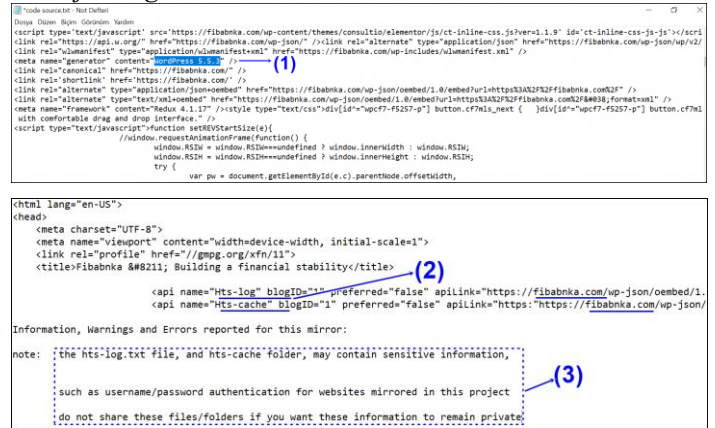 *code source.txt - Not Defteri
Dosya Düzen Biçim Görünüm Yardım
<script type='text/javascript' src='https://fibabnka.com/wp-content/themes/consultio/elementor/js/ct-inline-css.js?ver=1.1.9' id='ct-inline-css-js-js'></scri
<link rel="https://api.w.org/" href="https://fibabnka.com/wp-json/" /><link rel="alternate" type="application/json" href="https://fibabnka.com/wp-json/wp/v2/
<link rel="wlwmanifest" type="application/wlwmanifest+xml" href="https://fibabnka.com/wp-includes/wlwmanifest.xml" />
<meta name="generator" content="WordPress 5.5.3" /> (1)
<link rel="canonical" href="https://fibabnka.com/" />
<link rel='shortlink' href='https://fibabnka.com/' />
<link rel="alternate" type="application/json+oembed" href="https://fibabnka.com/wp-json/oembed/1.0/embed?url=https%3A%2F%2Ffibabnka.com%2F" />
<link rel="alternate" type="text/xml+oembed" href="https://fibabnka.com/wp-json/oembed/1.0/embed?url=https%3A%2F%2Ffibabnka.com%2F&#038;format=xml" />
<meta name="framework" content="Redux 4.1.17" /><style type="text/css">div[id^="wpcf7-f5257-p"] button.cf7mls_next { }div[id^="wpcf7-f5257-p"] button.cf7ml
with comfortable drag and drop interface." />
<script type="text/javascript">function setREVStartSize(e){
//window.requestAnimationFrame(function() {
window.RSIW = window.RSIW===undefined ? window.innerWidth : window.RSIW;
window.RSIH = window.RSIH===undefined ? window.innerHeight : window.RSIH;
try {
var pw = document.getElementById(e.c).parentNode.offsetWidth,
<html lang="en-US">
<head>
<meta charset="UTF-8">
<meta name="viewport" content="width=device-width, initial-scale=1">
<link rel="profile" href="//gmpg.org/xfn/11">
<title>Fibabnka &#8211; Building a financial stability</title>
(2)
<api name="Hts-log" blogID="1" preferred="false" apiLink="https://fibabnka.com/wp-json/oembed/1.
<api name="Hts-cache" blogID="1" preferred="false" apiLink="https:"https://fibabnka.com/wp-json/
Information, Warnings and Errors reported for this mirror:
note: the hts-log.txt file, and hts-cache folder, may contain sensitive information,
(3)
such as username/password authentication for websites mirrored in this project
do not share these files/folders if you want these information to remain private